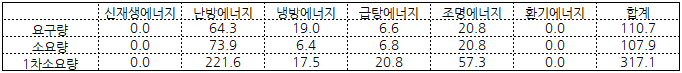 신재생에너지 난방에너지 냉방에너지 급탕에너지 조명에너지 환기에너지 합계
요구량 0.0 64.3 19.0 6.6 20.8 0.0 110.7
소요량 0.0 73.9 6.4 6.8 20.8 0.0 107.9
1차소요량 0.0 221.6 17.5 20.8 57.3 0.0 317.1